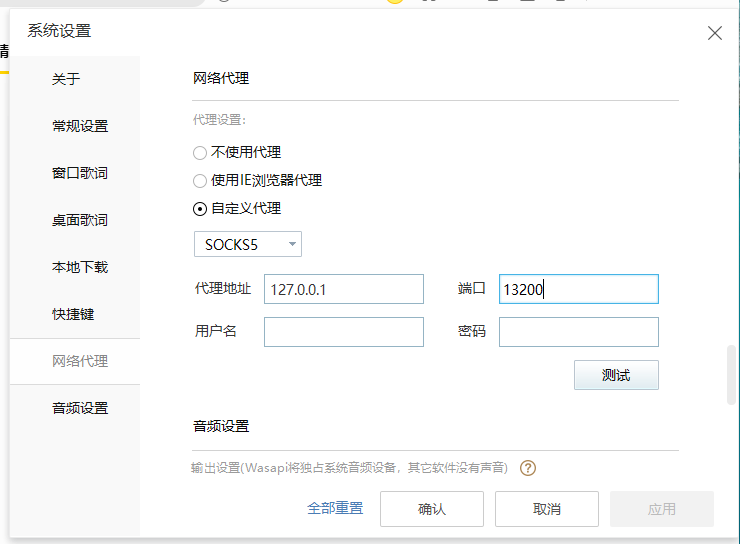 系统设置
关于
常规设置
窗口歌词
桌面歌词
本地下载
快捷键
网络代理
音频设置
网络代理
代理设置:
不使用代理
使用IE浏览器代理
自定义代理
SOCKS5
代理地址 127.0.0.1 端口 13200
用户名 密码
测试
音频设置
输出设置(Wasapi将独占系统音频设备，其它软件没有声音) ?
全部重置 确认 取消 应用